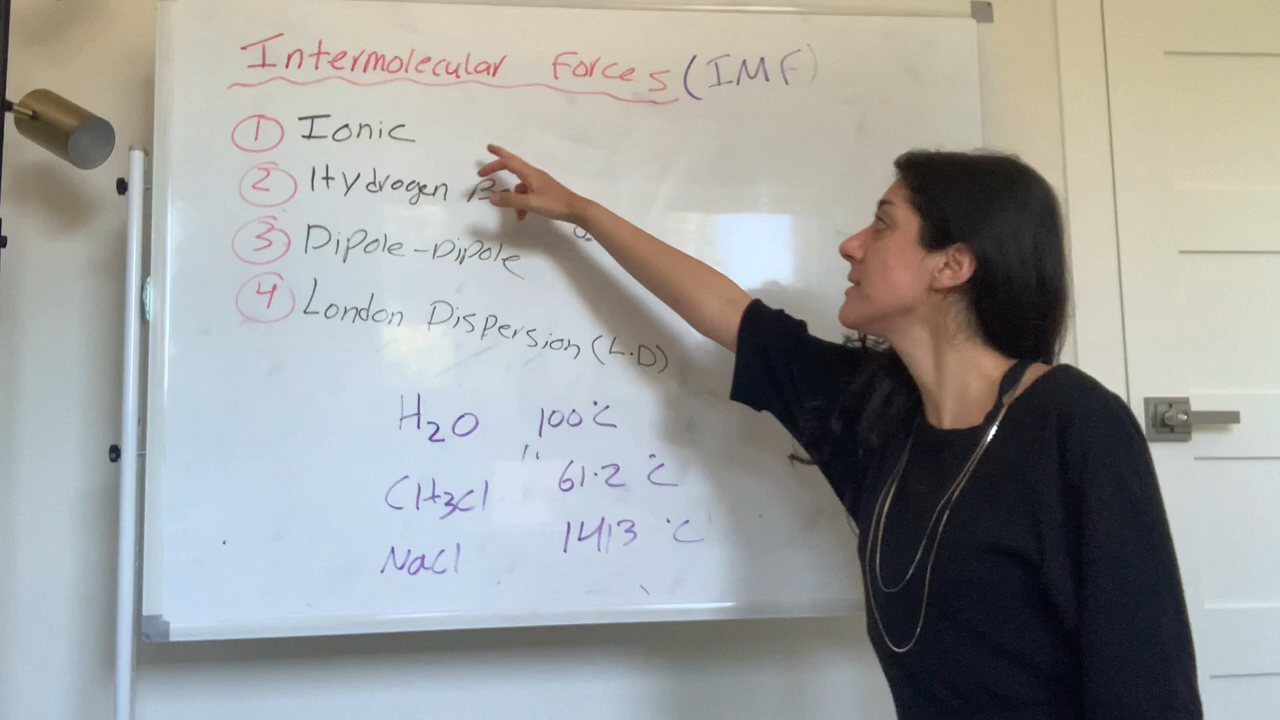 Intermolecular Forces (IMF)
1 Ionic
2 Hydrogen
3 Dipole-Dipole
4 London Dispersion (L.D)
H2O 100°C
CH3Cl 61.2 °C
NaCl 1413 °C